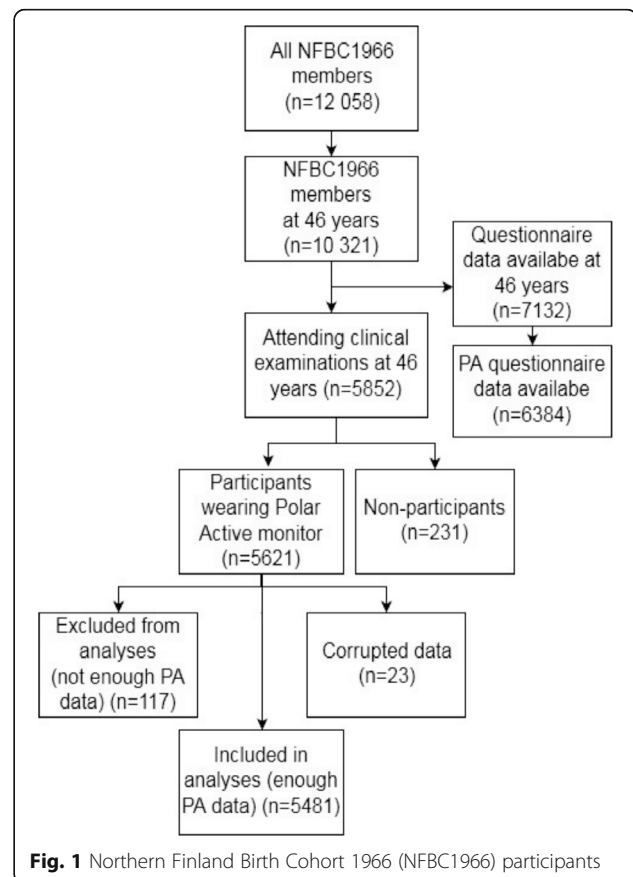 All NFBC1966
members
(n=12 058)
NFBC1966
members
at 46 years
(n=10 321)
Questionnaire
data availabe at
46 years
(n=7132)
Attending clinical
examinations at 46
years (n=5852)
PA questionnaire
data availabe
(n=6384)
Participants
wearing Polar
Active monitor
(n=5621)
Non-participants
(n=231)
Excluded from
analyses
(not enough PA
data) (n=117)
Corrupted data
(n=23)
Included in
analyses (enough
PA data) (n=5481)
Fig. 1 Northern Finland Birth Cohort 1966 (NFBC1966) participants